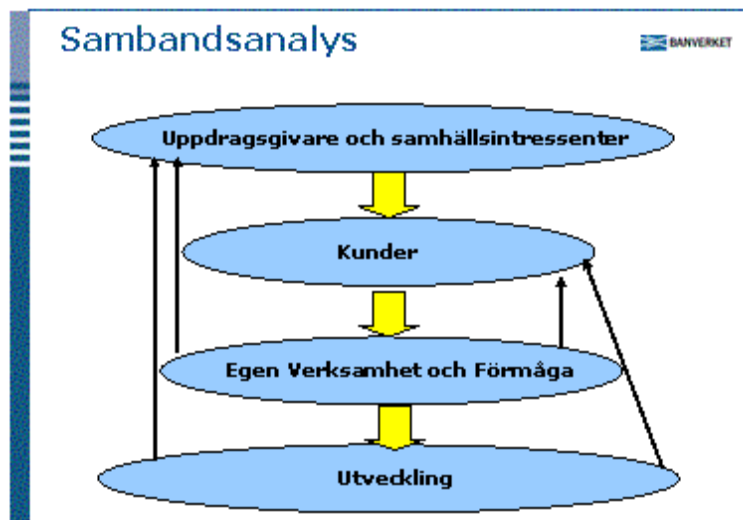 Sambandsanalys
BANVERKET
Uppdragsgivare och samhällsintressenter
Kunder
Egen Verksamhet och Förmåga
Utveckling